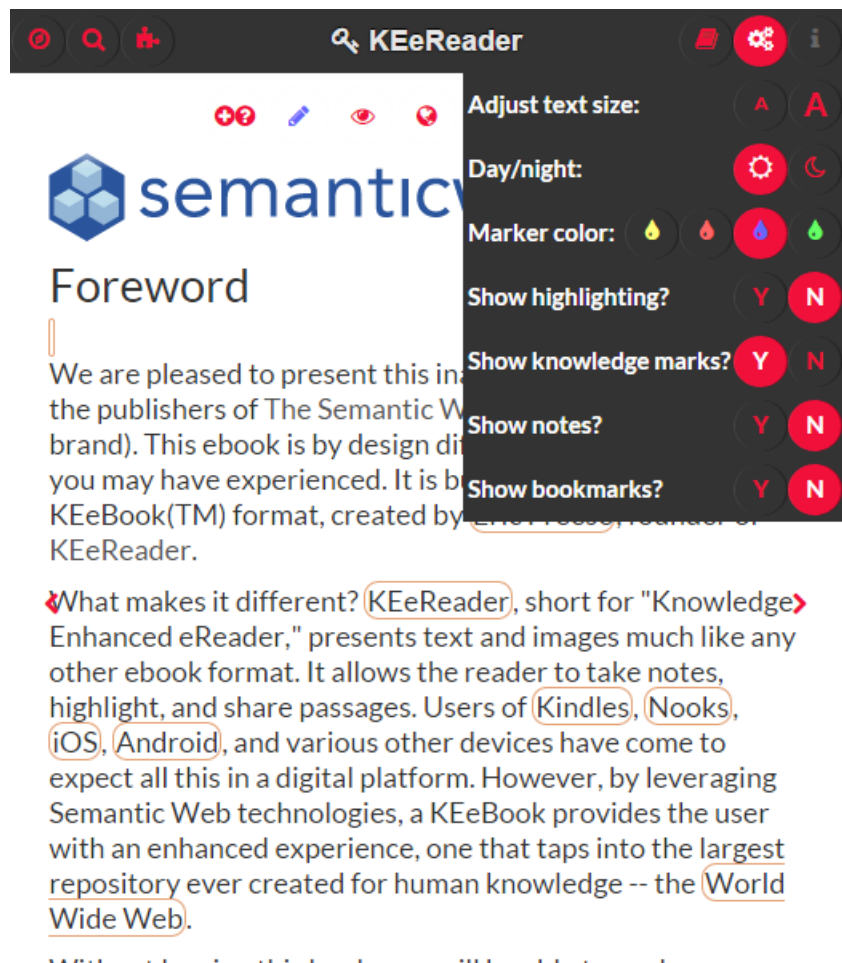 KEeReader
Adjust text size: A A
Day/night:
Marker color:
Show highlighting? Y N
Show knowledge marks? Y N
Show notes? Y N
Show bookmarks? Y N
semantic
Foreword
We are pleased to present this
the publishers of The Semantic
brand). This ebook is by design
you may have experienced. It is
KEeBook(TM) format, created by
KEeReader.
What makes it different? KEeReader, short for "Knowledge
Enhanced eReader," presents text and images much like any
other ebook format. It allows the reader to take notes,
highlight, and share passages. Users of Kindles, Nooks,
iOS, Android, and various other devices have come to
expect all this in a digital platform. However, by leveraging
Semantic Web technologies, a KEeBook provides the user
with an enhanced experience, one that taps into the largest
repository ever created for human knowledge -- the World
Wide Web.